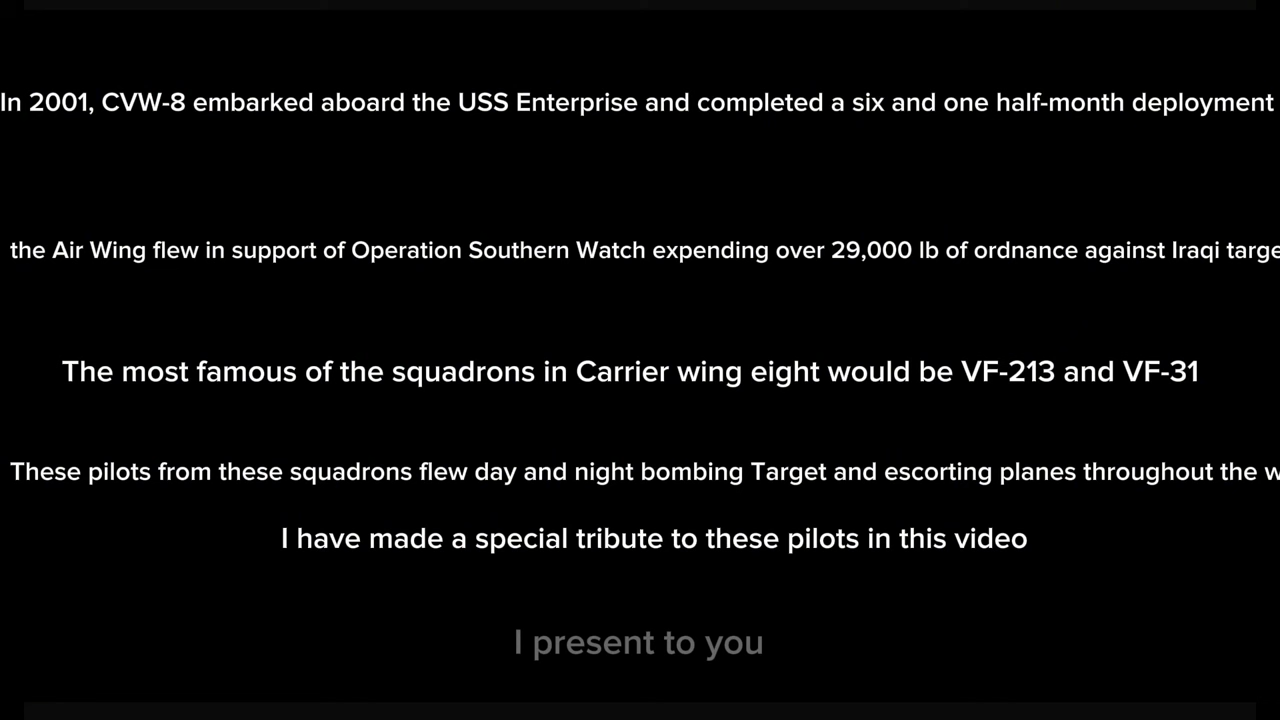 In 2001, CVW-8 embarked aboard the USS Enterprise and completed a six and one half-month deployment
the Air Wing flew in support of Operation Southern Watch expending over 29,000 lb of ordnance against Iraqi targe
The most famous of the squadrons in Carrier wing eight would be VF-213 and VF-31
These pilots from these squadrons flew day and night bombing Target and escorting planes throughout the w
I have made a special tribute to these pilots in this video
I present to you